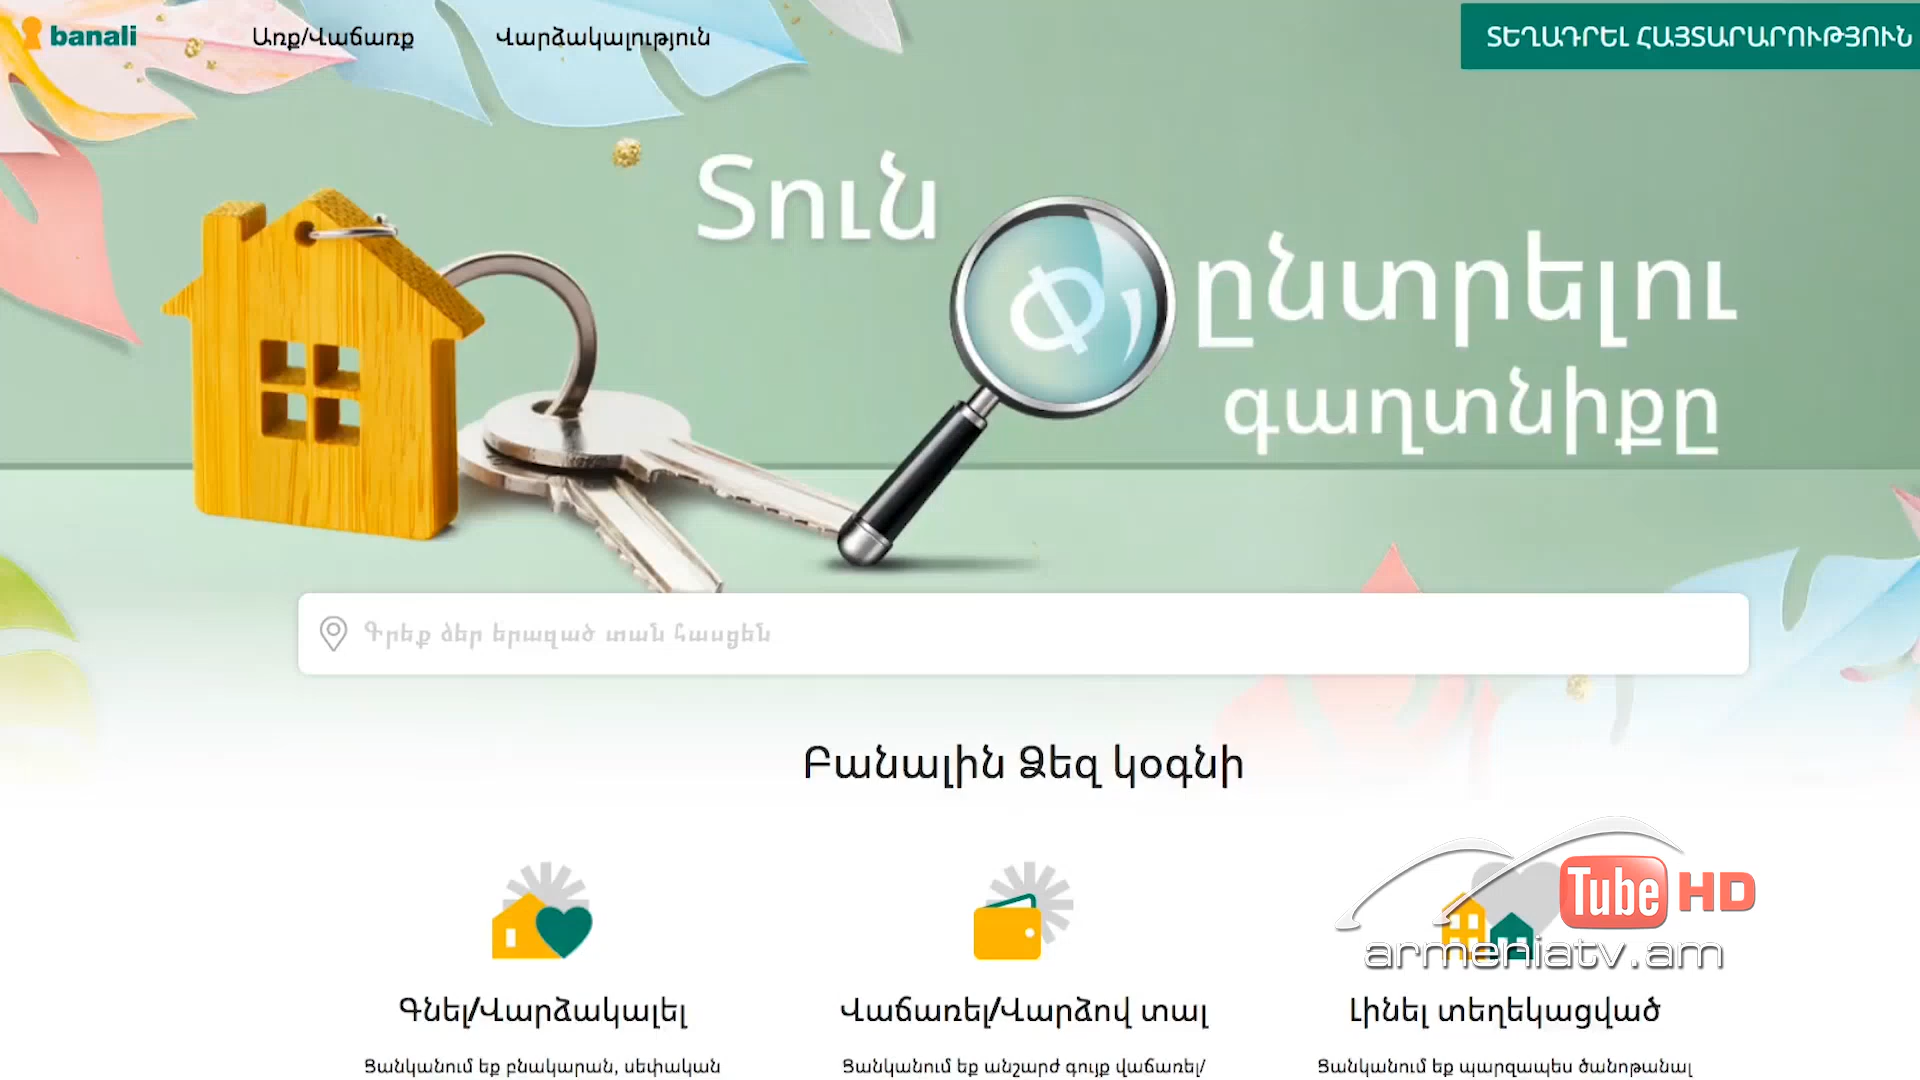 banali
Առք/Վաճառք
Վարձակալություն
ՏԵՂԱԴՐԵԼ ՀԱՅՏԱՐԱՐՈՒԹՅՈՒՆ
Տուն
Փ
ընտրելու
գաղտնիքը
Գրեք ձեր երազած տան հասցեն
Բանալին Ձեզ կօգնի
Tube HD
armeniatv.am
Գնել/Վարձակալել
Վաճառել/Վարձով տալ
Լինել տեղեկացված
Ցանկանում եք բնակարան, սեփական
Ցանկանում եք անշարժ գույք վաճառել/
Ցանկանում եք պարզապես ծանոթանալ